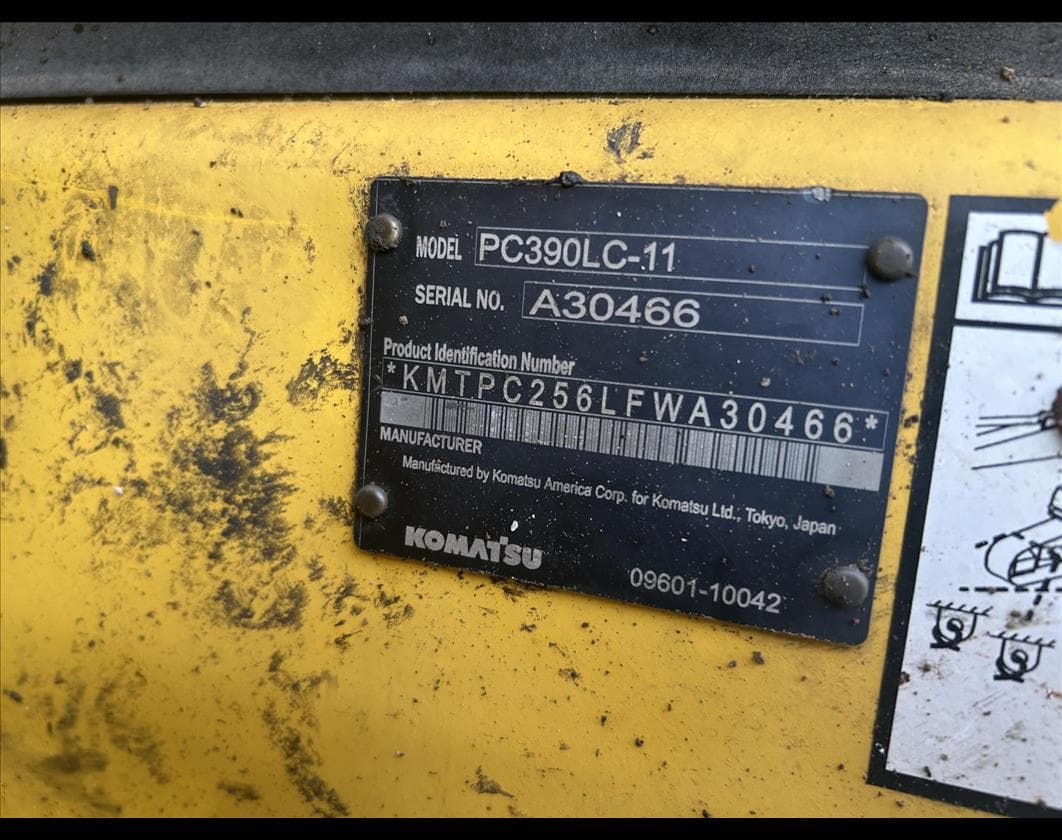 MODEL PC390LC-11
SERIAL NO. A30466
Product Identification Number
*KMTPC256LFWA30466*
MANUFACTURER
Manufactured by Komatsu America Corp. for Komatsu Ltd., Tokyo, Japan
KOMATSU
09601-10042